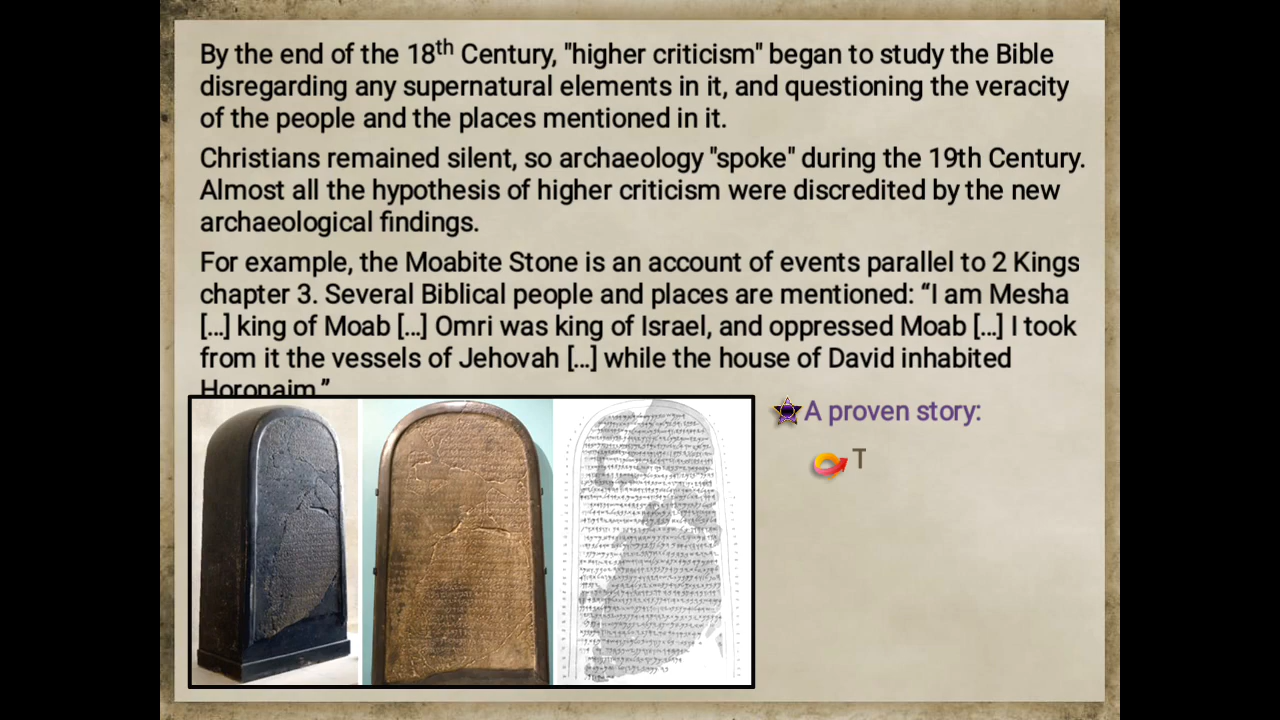 By the end of the 18th Century, "higher criticism" began to study the Bible
disregarding any supernatural elements in it, and questioning the veracity
of the people and the places mentioned in it.
Christians remained silent, so archaeology "spoke" during the 19th Century.
Almost all the hypothesis of higher criticism were discredited by the new
archaeological findings.
For example, the Moabite Stone is an account of events parallel to 2 Kings
chapter 3. Several Biblical people and places are mentioned: “I am Mesha
[…] king of Moab […] Omri was king of Israel, and oppressed Moab […] I took
from it the vessels of Jehovah […] while the house of David inhabited
Horonaim.”
A proven story:
T